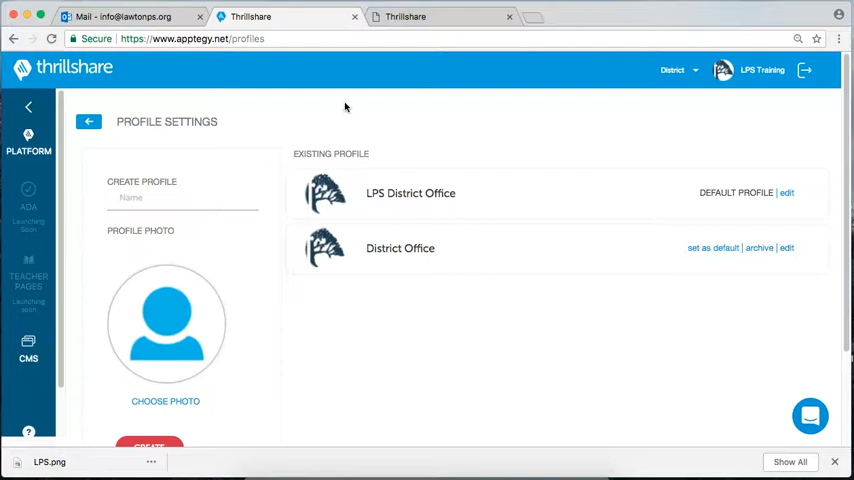 Mail - info@lawtonps.org
Thrillshare
Thrillshare
Secure
https://www.apptegy.net/profiles
thrillshare
District
LPS Training
PLATFORM
ADA
Launching
Soon
TEACHER
PAGES
Launching
soon
CMS
?
PROFILE SETTINGS
CREATE PROFILE
Name
PROFILE PHOTO
CHOOSE PHOTO
CREATE
EXISTING PROFILE
LPS District Office
DEFAULT PROFILE | edit
District Office
set as default | archive | edit
LPS.png
Show All